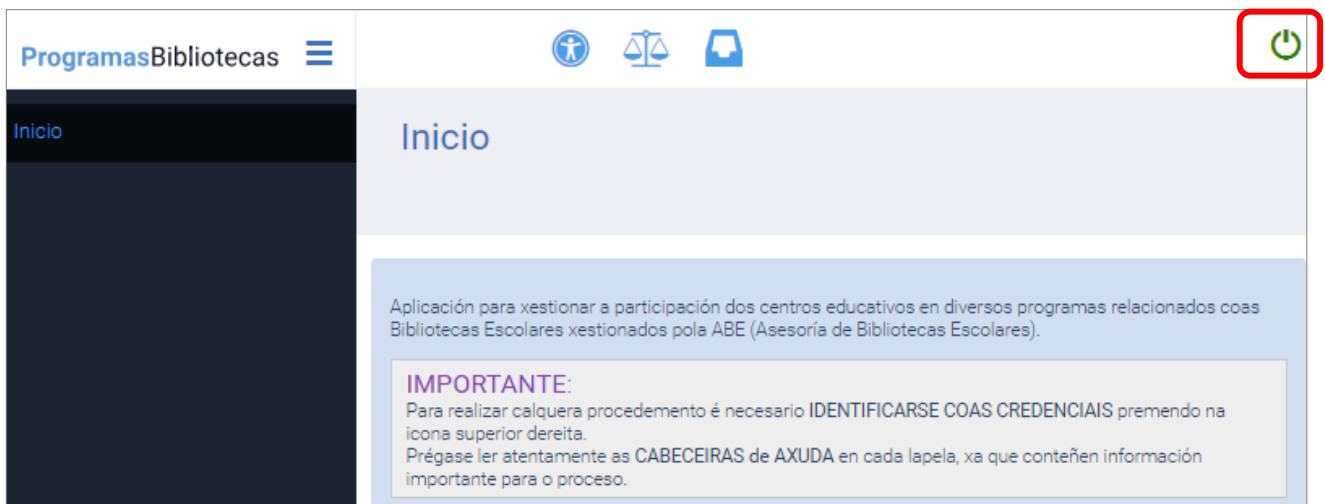 ProgramasBibliotecas
Inicio
Inicio
Aplicación para xestionar a participación dos centros educativos en diversos programas relacionados coas
Bibliotecas Escolares xestionados pola ABE (Asesoría de Bibliotecas Escolares).
IMPORTANTE:
Para realizar calquera procedemento é necesario IDENTIFICARSE COAS CREDENCIAIS premendo na
icona superior dereita.
Prégase ler atentamente as CABECEIRAS de AXUDA en cada lapela, xa que conteñen información
importante para o proceso.